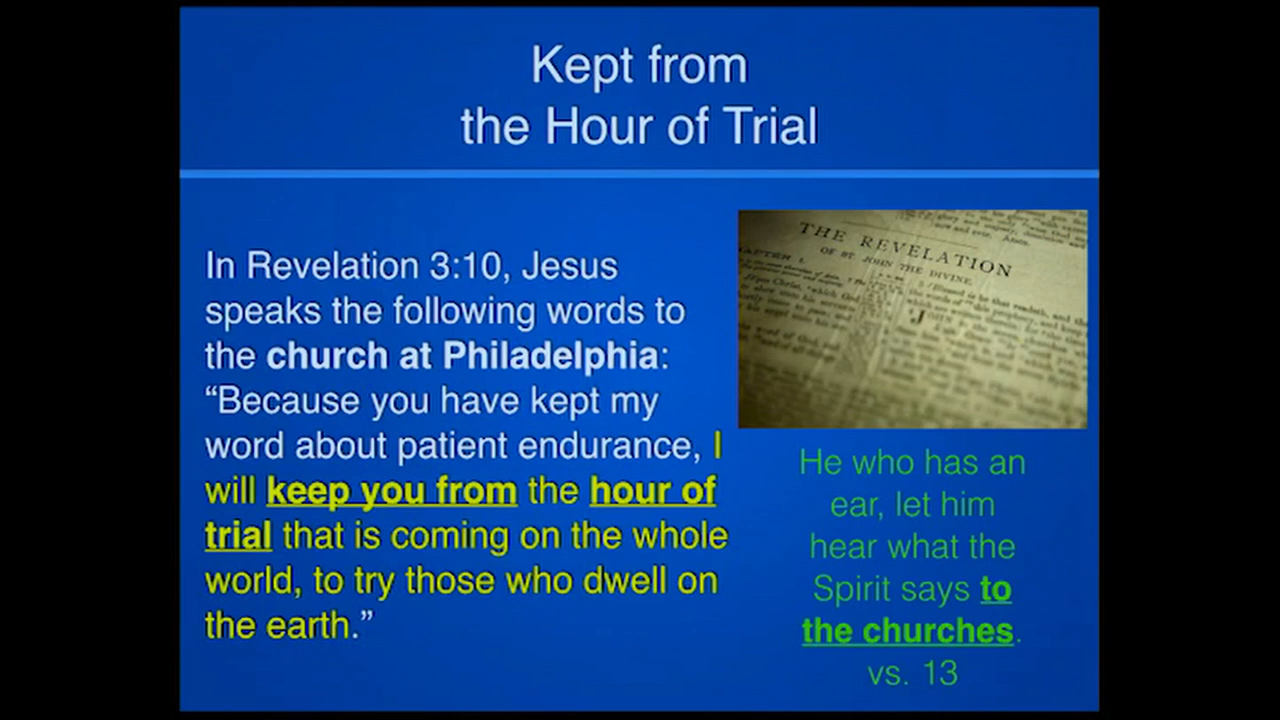 Kept from
the Hour of Trial
In Revelation 3:10, Jesus
speaks the following words to
the church at Philadelphia:
“Because you have kept my
word about patient endurance, I
will keep you from the hour of
trial that is coming on the whole
world, to try those who dwell on
the earth.”
THE REVELATION
OF ST JOHN THE DIVINE.
He who has an
ear, let him
hear what the
Spirit says to
the churches.
vs. 13